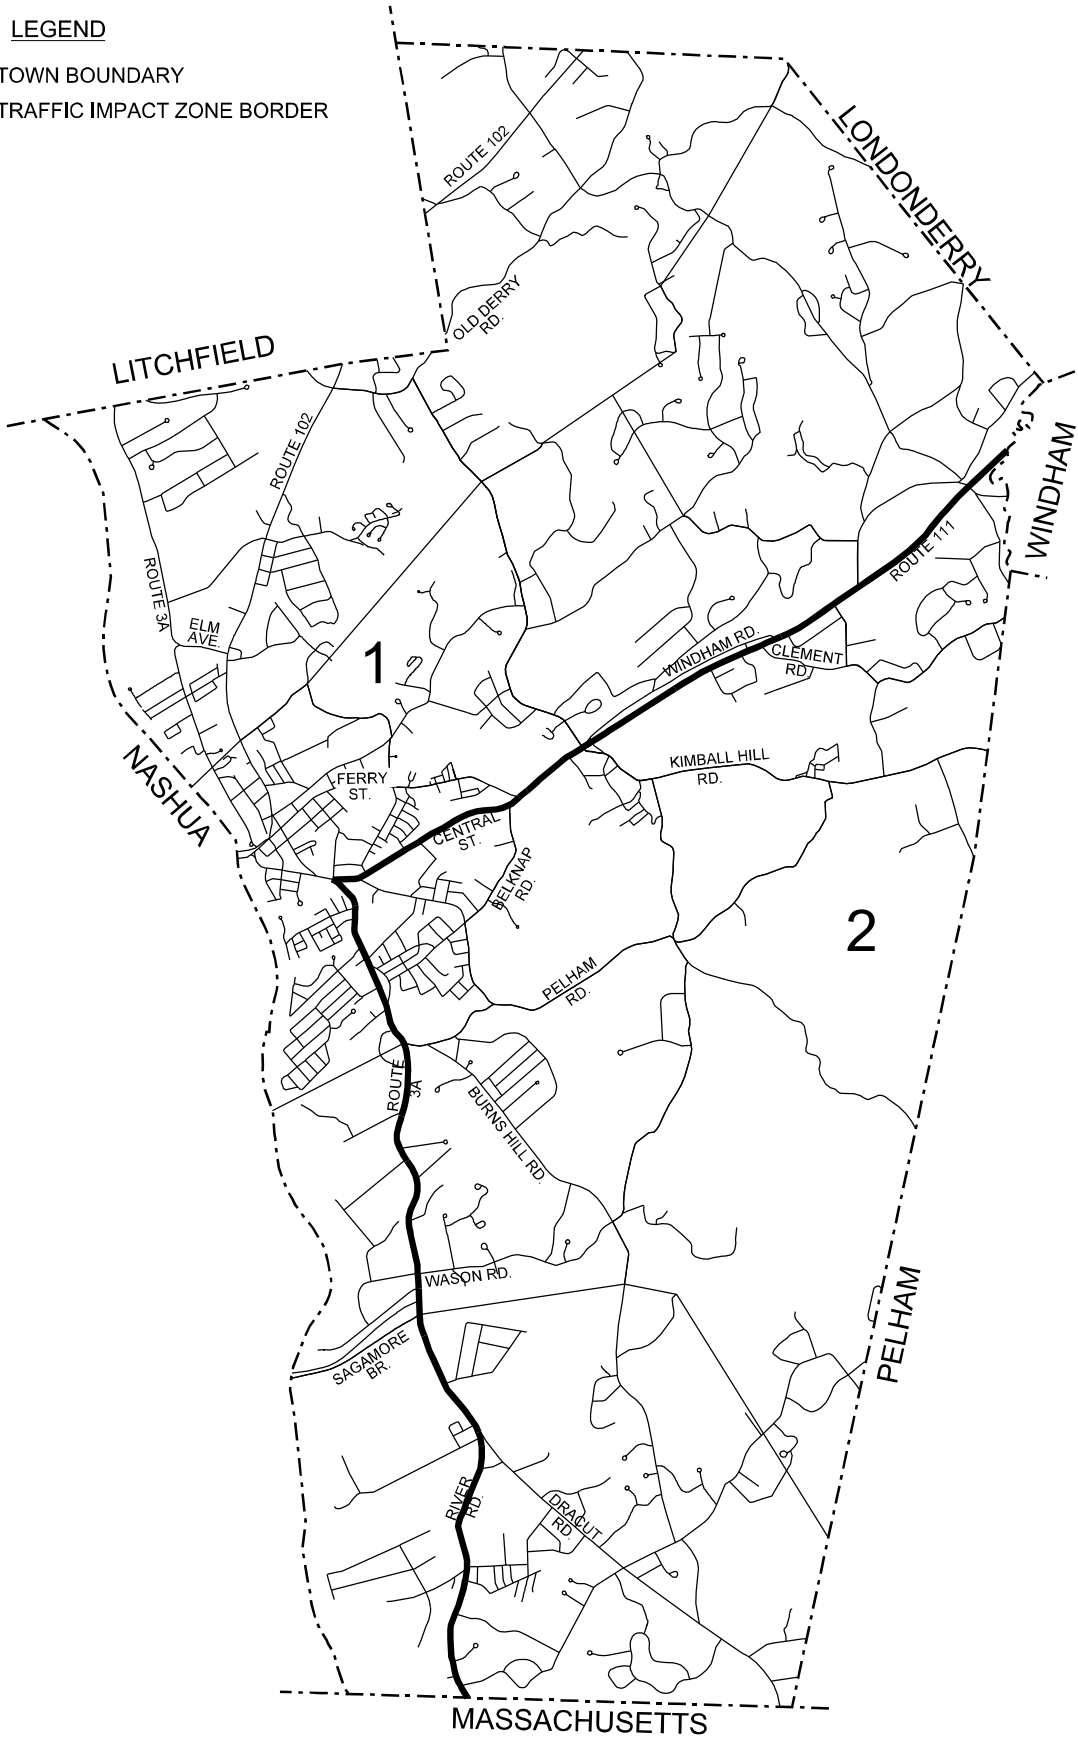 LEGEND
TOWN BOUNDARY
TRAFFIC IMPACT ZONE BORDER
ROUTE 102
LONDONDERRY
OLD DERRY
RD.
LITCHFIELD
ROUTE 102
WINDHAM
ROUTE 111
ROUTE 3A
ELM
AVE.
1
WINDHAM RD.
CLEMENT
RD.
NASHUA
FERRY
ST.
KIMBALL HILL
RD.
CENTRAL
ST.
BELKNAP
RD.
2
PELHAM
RD.
ROUTE
3A
BURNS HILL RD.
WASON RD.
PELHAM
SAGAMORE
BR.
RIVER
RD.
DRACUT
RD.
MASSACHUSETTS